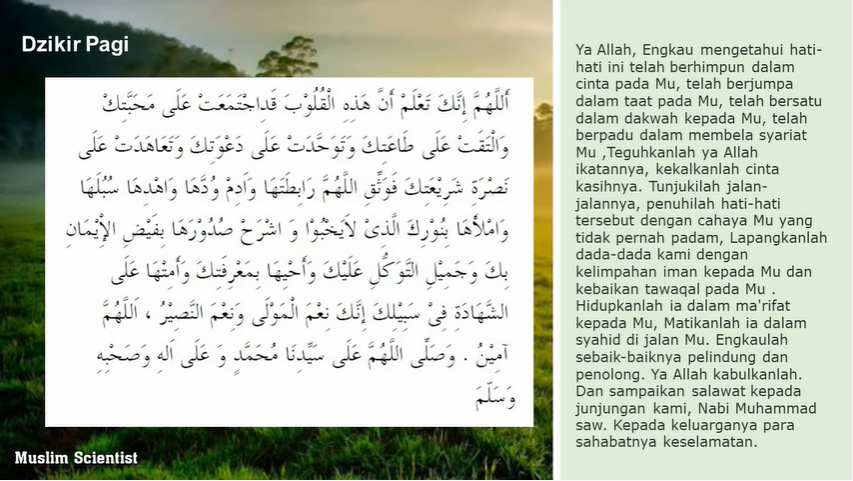 Dzikir Pagi
أَللَّهُمَّ إِنَّكَ تَعْلَمْ أَنَّ هَذِهِ الْقُلُوْبَ قَدِاجْتَمَعَتْ عَلَى مَحَبَّتِكْ
وَالْتَقَتْ عَلَى طَاعَتِكَ وَتَوَحَّدَتْ عَلَى دَعْوَتِكَ وَتَعَاهَدَتْ عَلَى
نَصْرَةِ شَرِيْعَتِكَ فَوَثِّقِ اللَّهُمَّ رَابِطَتَهَا وَادِمْ وُدَّهَا وَاهْدِهَا سُبُلَهَا
وَامْلَأْهَا بِنُوْرِكَ الَّذِىْ لاَيَخْبُوْا وَ اشْرَحْ صُدُوْرَهَا بِفَيْضِ الْإِيْمَانِ
بِكَ وَجَمِيْلِ التَّوَكُّلِ عَلَيْكَ وَأَحْيِهَا بِمَعْرِفَتِكَ وَأَمِتْهَا عَلَى
الشَّهَادَةِ فِىْ سَبِيْلِكَ إِنَّكَ نِعْمَ الْمَوْلَى وَنِعْمَ النَّصِيْرُ ، اَللَّهُمَّ
آمِيْنُ . وَصَلِّى اللَّهُمَّ عَلَى سَيِّدِنَا مُحَمَّدٍ وَ عَلَى اَلِهِ وَصَحْبِهِ
وَسَلّمَ
Muslim Scientist
Ya Allah, Engkau mengetahui hati-
hati ini telah berhimpun dalam
cinta pada Mu, telah berjumpa
dalam taat pada Mu, telah bersatu
dalam dakwah kepada Mu, telah
berpadu dalam membela syariat
Mu ,Teguhkanlah ya Allah
ikatannya, kekalkanlah cinta
kasihnya. Tunjukilah jalan-
jalannya, penuhilah hati-hati
tersebut dengan cahaya Mu yang
tidak pernah padam, Lapangkanlah
dada-dada kami dengan
kelimpahan iman kepada Mu dan
kebaikan tawaqal pada Mu .
Hidupkanlah ia dalam ma'rifat
kepada Mu, Matikanlah ia dalam
syahid di jalan Mu. Engkaulah
sebaik-baiknya pelindung dan
penolong. Ya Allah kabulkanlah.
Dan sampaikan salawat kepada
junjungan kami, Nabi Muhammad
saw. Kepada keluarganya para
sahabatnya keselamatan.